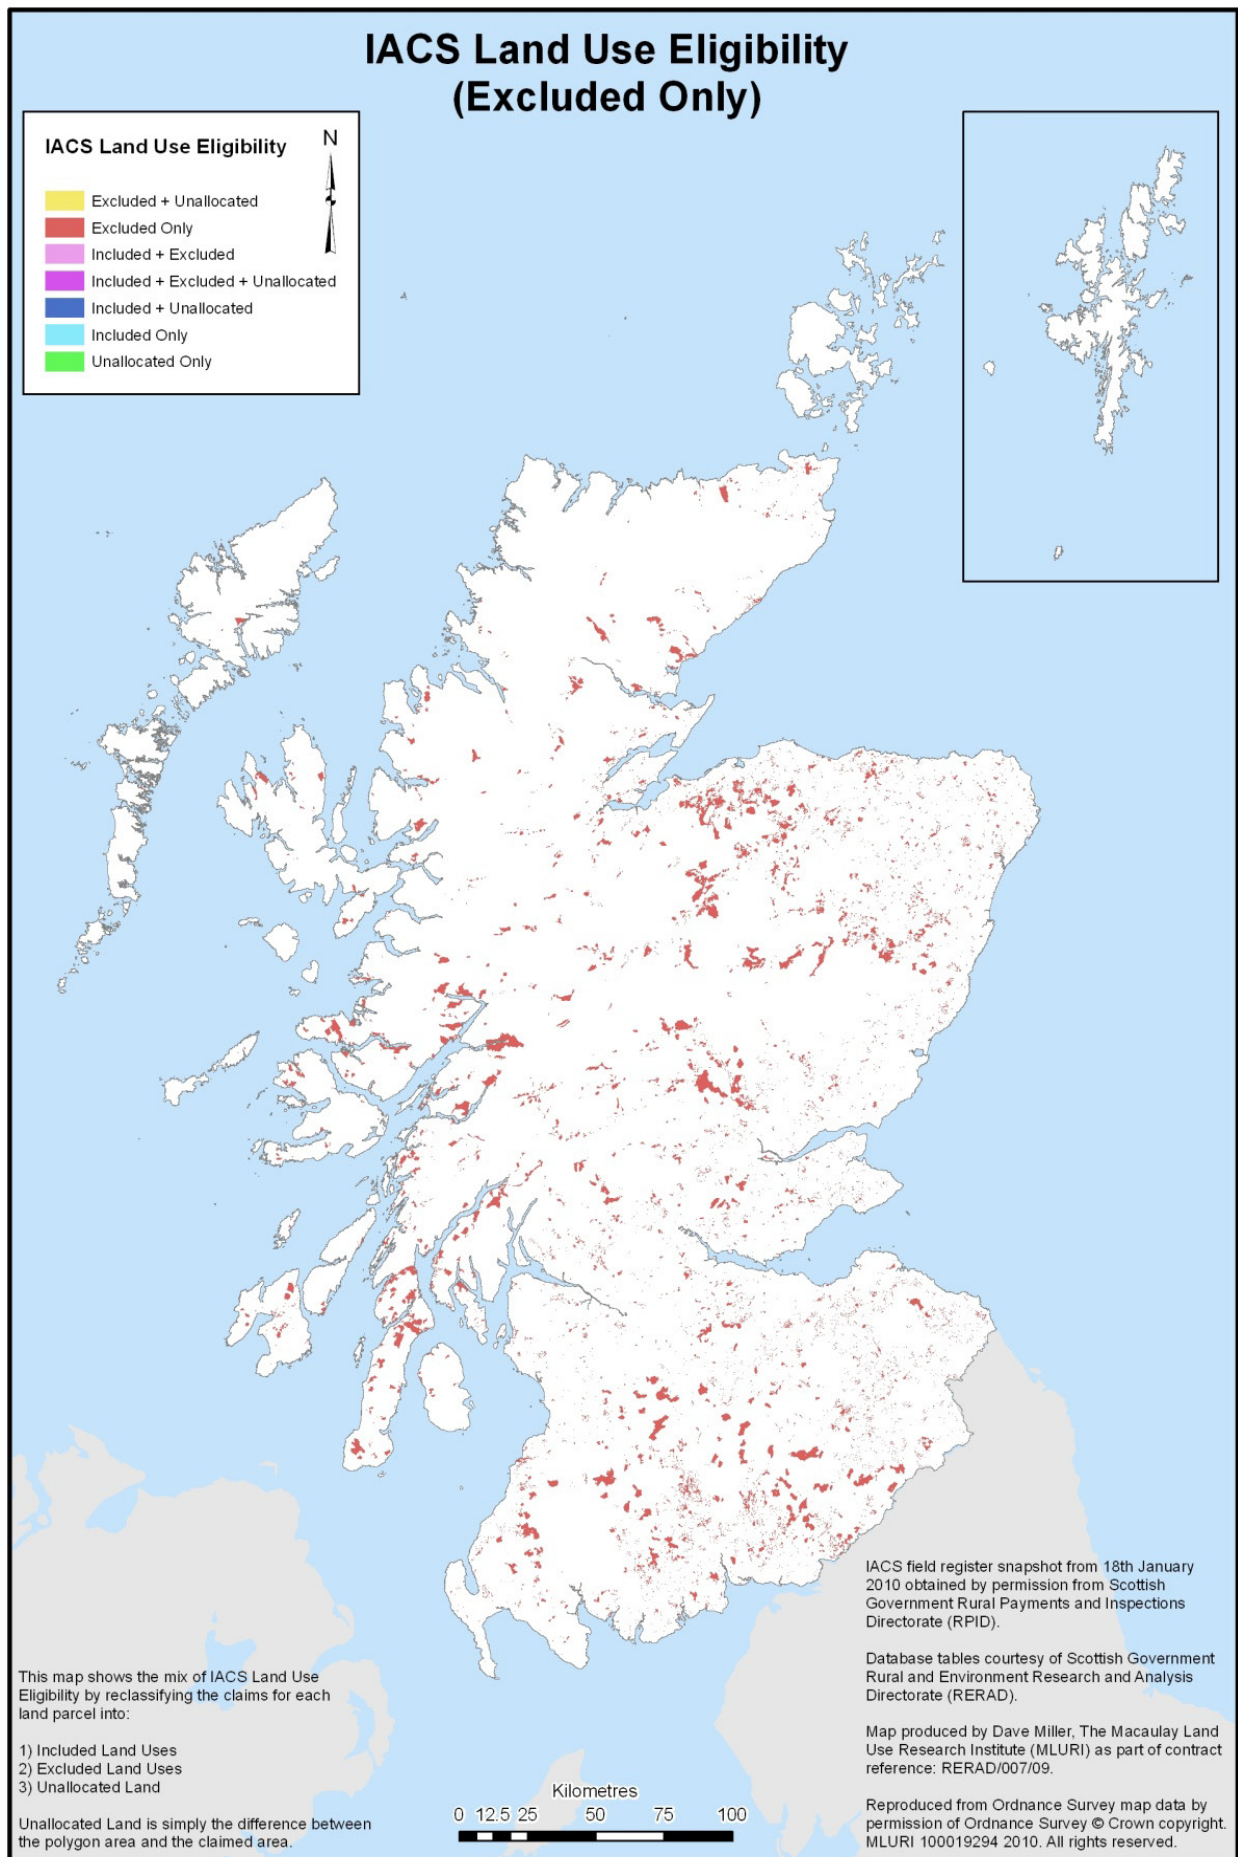 IACS Land Use Eligibility
(Excluded Only)
IACS Land Use Eligibility
N
Excluded + Unallocated
Excluded Only
Included + Excluded
Included + Excluded + Unallocated
Included + Unallocated
Included Only
Unallocated Only
This map shows the mix of IACS Land Use
Eligibility by reclassifying the claims for each
land parcel into:
1) Included Land Uses
2) Excluded Land Uses
3) Unallocated Land
Unallocated Land is simply the difference between
the polygon area and the claimed area.
Kilometres
0 12.5 25 50 75 100
IACS field register snapshot from 18th January
2010 obtained by permission from Scottish
Government Rural Payments and Inspections
Directorate (RPID).
Database tables courtesy of Scottish Government
Rural and Environment Research and Analysis
Directorate (RERAD).
Map produced by Dave Miller, The Macaulay Land
Use Research Institute (MLURI) as part of contract
reference: RERAD/007/09.
Reproduced from Ordnance Survey map data by
permission of Ordnance Survey © Crown copyright.
MLURI 100019294 2010. All rights reserved.